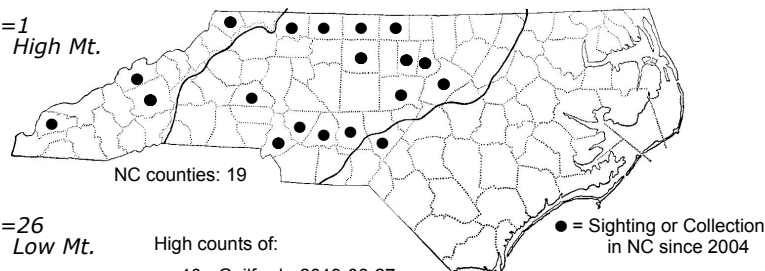 =1
High Mt.
NC counties: 19
=26
Low Mt.
High counts of:
● = Sighting or Collection
in NC since 2004